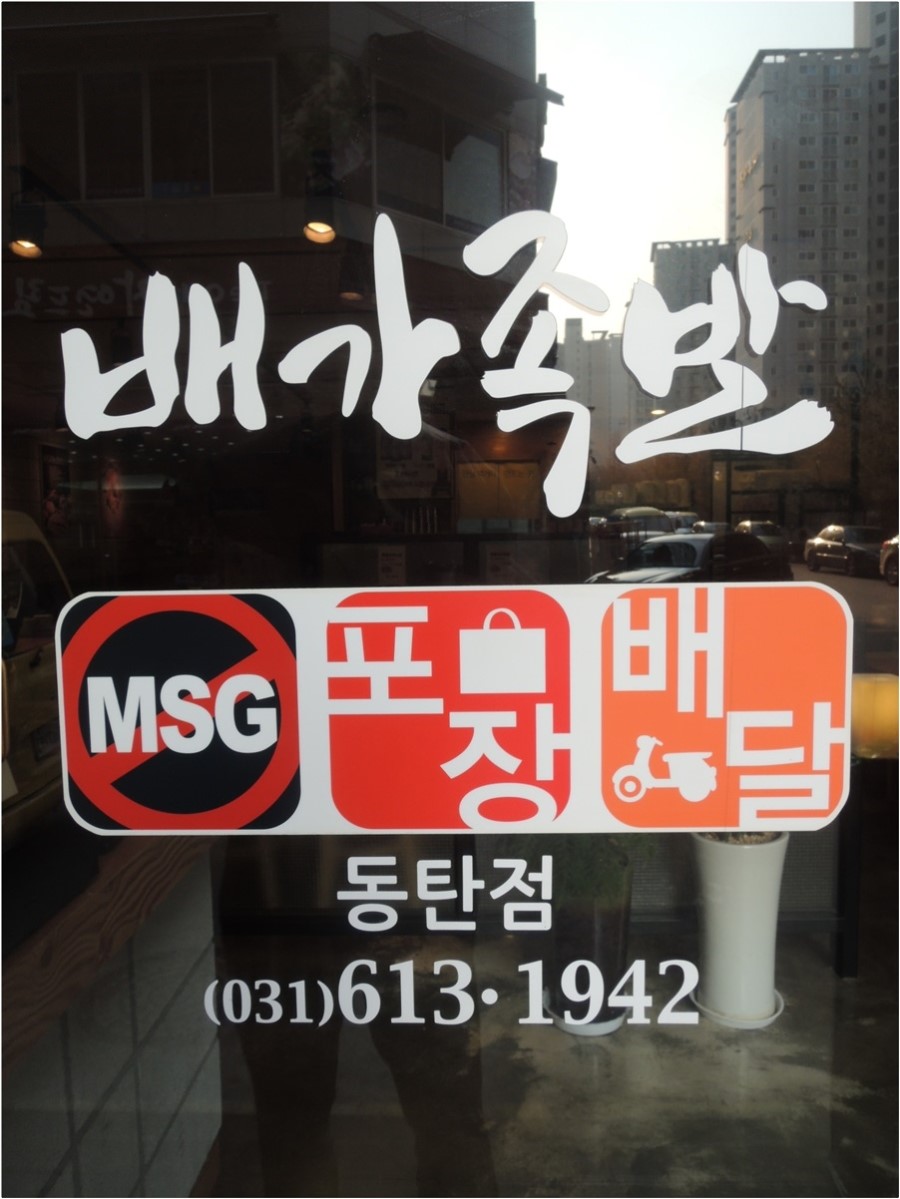 배가족발
MSG 포장 배달
동탄점
(031)613·1942